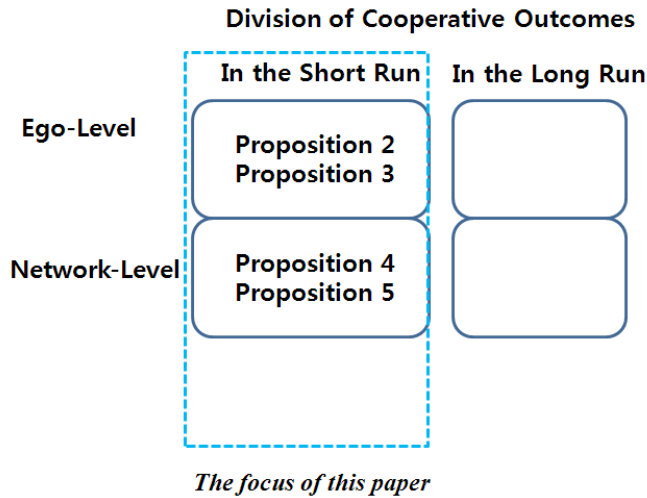 Division of Cooperative Outcomes
In the Short Run
In the Long Run
Ego-Level
Proposition 2
Proposition 3
Network-Level
Proposition 4
Proposition 5
The focus of this paper